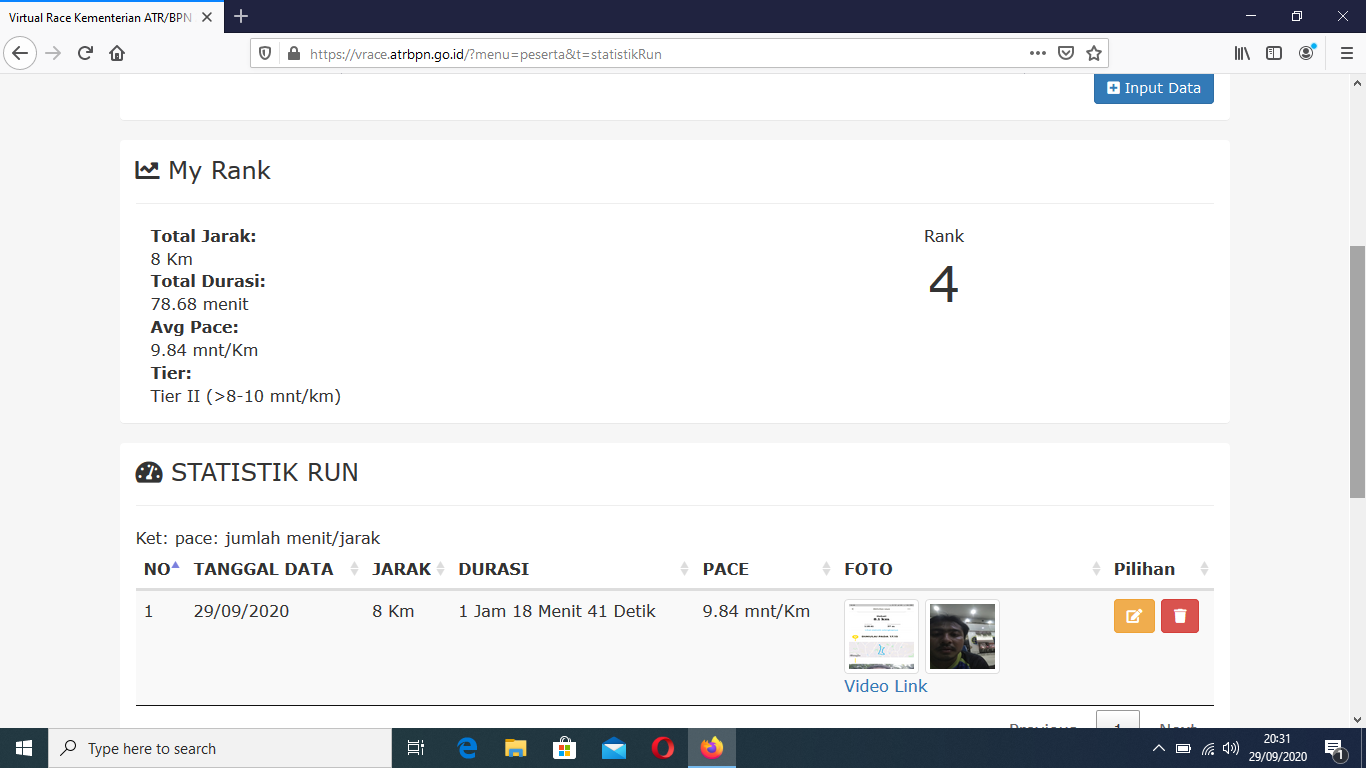 Virtual Race Kementerian ATR/BPN
https://vrace.atrbpn.go.id/?menu=peserta&t=statistikRun
Input Data
My Rank
Total Jarak:
8 Km
Total Durasi:
78.68 menit
Avg Pace:
9.84 mnt/Km
Tier:
Tier II (>8-10 mnt/km)
Rank
4
STATISTIK RUN
Ket: pace: jumlah menit/jarak
NO TANGGAL DATA JARAK DURASI PACE FOTO Pilihan
1 29/09/2020 8 Km 1 Jam 18 Menit 41 Detik 9.84 mnt/Km
Video Link
Previous 1 Next
Type here to search
20:31
29/09/2020
1